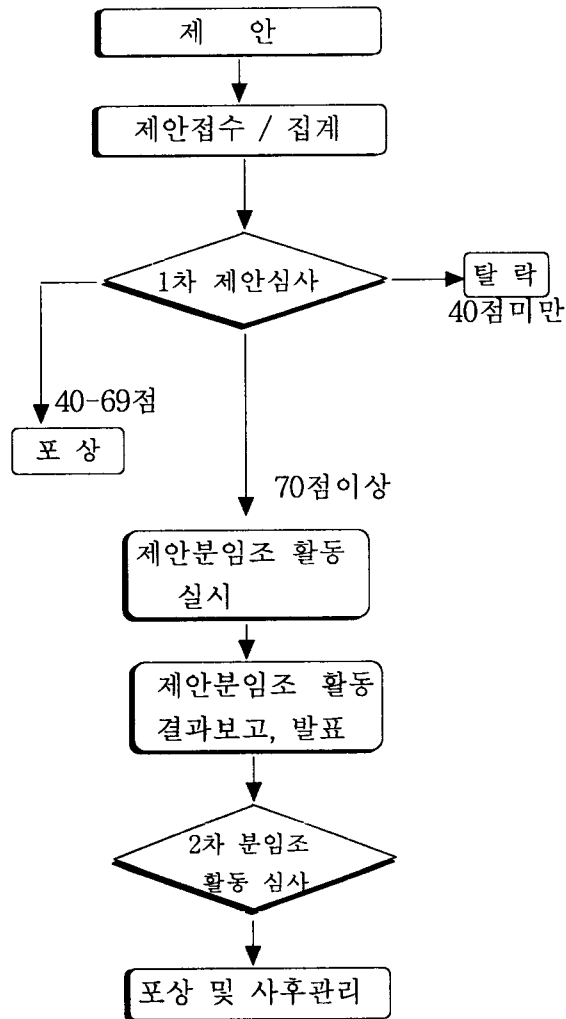 제 안
제안접수 / 집계
1차 제안심사
탈 락
40점미만
40-69점
포 상
70점이상
제안분임조 활동
실시
제안분임조 활동
결과보고, 발표
2차 분임조
활동 심사
포상 및 사후관리